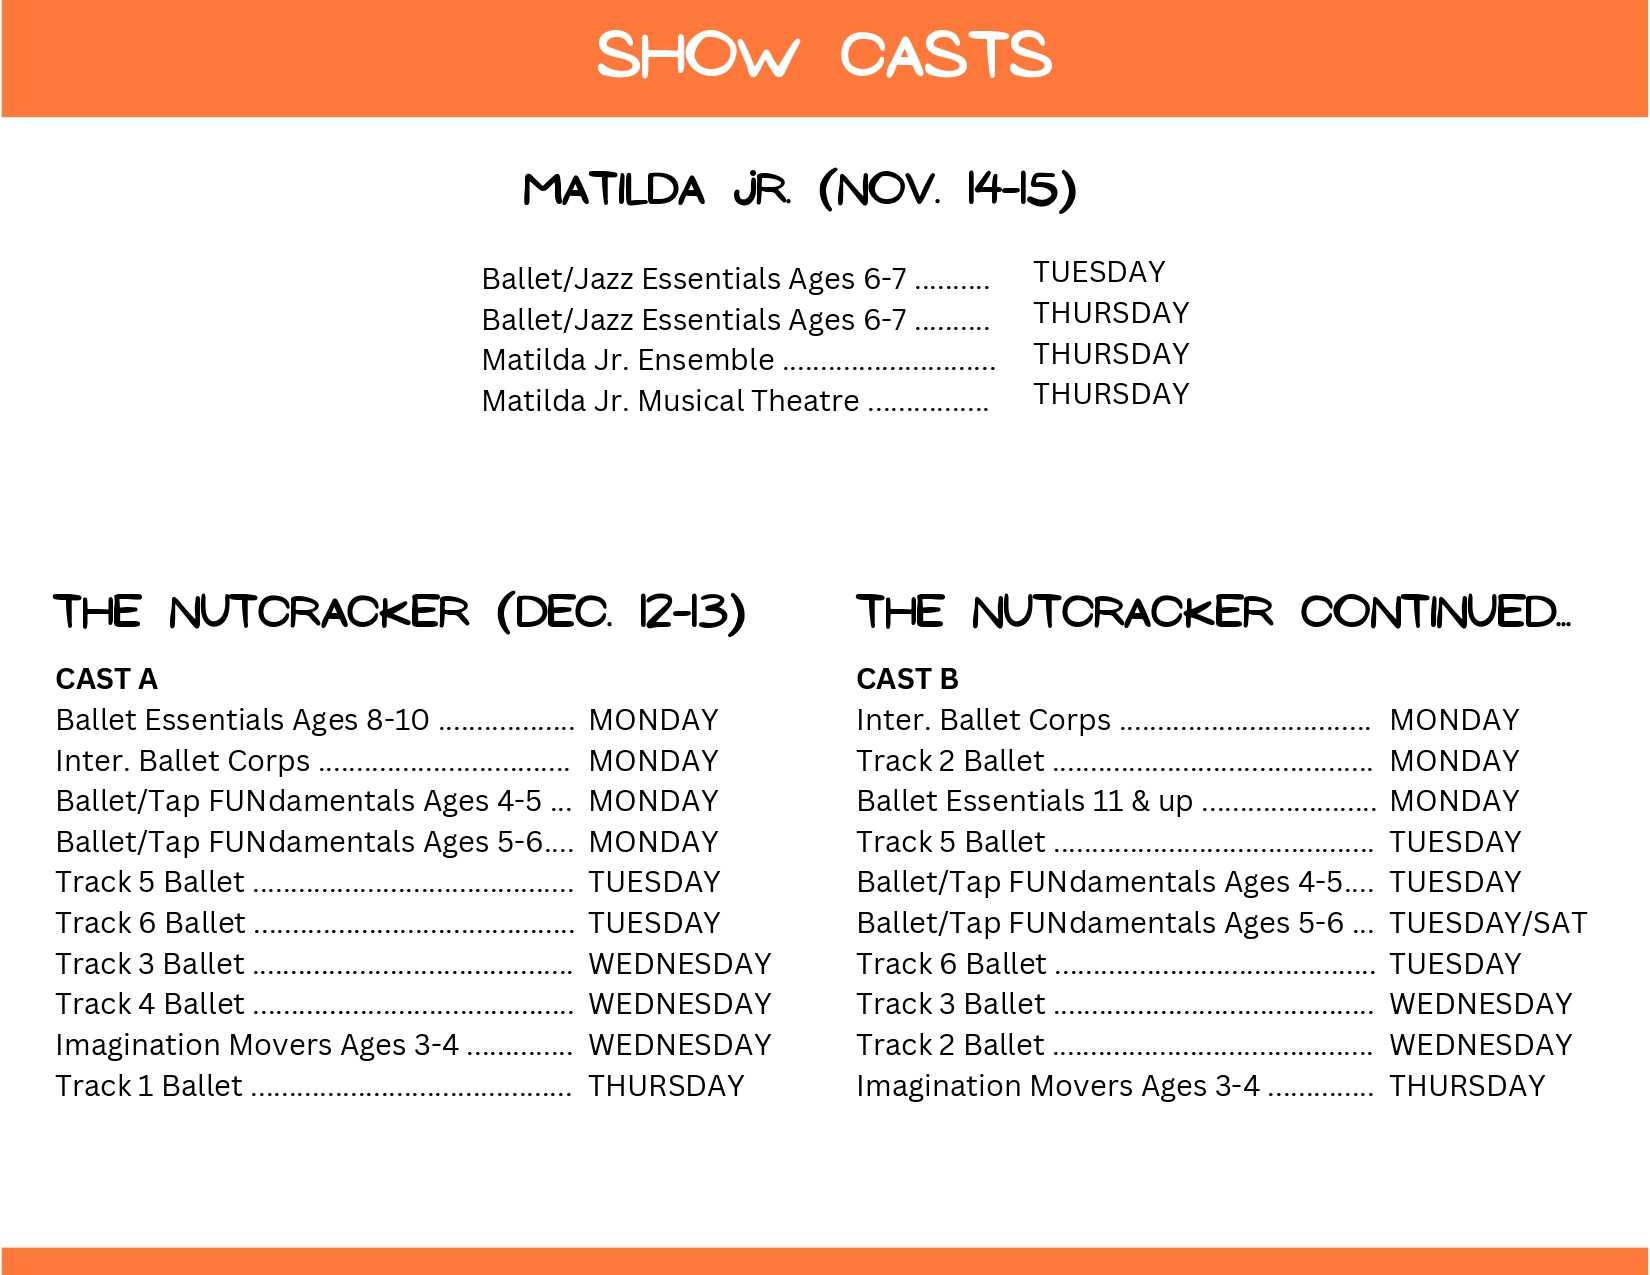 SHOW CASTS
MATILDA JR. (NOV. 14-15)
Ballet/Jazz Essentials Ages 6-7 .......... TUESDAY
Ballet/Jazz Essentials Ages 6-7 .......... THURSDAY
Matilda Jr. Ensemble ............................ THURSDAY
Matilda Jr. Musical Theatre ................ THURSDAY
THE NUTCRACKER (DEC. 12-13)
CAST A
Ballet Essentials Ages 8-10 .................. MONDAY
Inter. Ballet Corps ................................. MONDAY
Ballet/Tap FUNdamentals Ages 4-5 ... MONDAY
Ballet/Tap FUNdamentals Ages 5-6.... MONDAY
Track 5 Ballet .......................................... TUESDAY
Track 6 Ballet .......................................... TUESDAY
Track 3 Ballet .......................................... WEDNESDAY
Track 4 Ballet .......................................... WEDNESDAY
Imagination Movers Ages 3-4 .............. WEDNESDAY
Track 1 Ballet .......................................... THURSDAY
THE NUTCRACKER CONTINUED...
CAST B
Inter. Ballet Corps ................................. MONDAY
Track 2 Ballet .......................................... MONDAY
Ballet Essentials 11 & up ....................... MONDAY
Track 5 Ballet .......................................... TUESDAY
Ballet/Tap FUNdamentals Ages 4-5.... TUESDAY
Ballet/Tap FUNdamentals Ages 5-6 ... TUESDAY/SAT
Track 6 Ballet .......................................... TUESDAY
Track 3 Ballet .......................................... WEDNESDAY
Track 2 Ballet .......................................... WEDNESDAY
Imagination Movers Ages 3-4 .............. THURSDAY